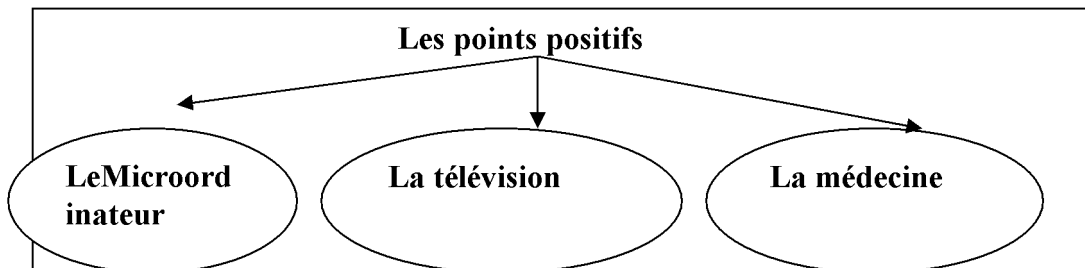 Les points positifs
LeMicroord
inateur
La télévision
La médecine